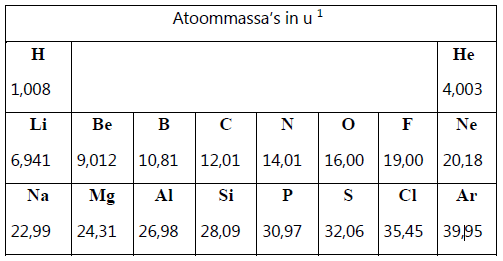 Atoommassa's in u 1
H He
1,008 4,003
Li Be B C N O F Ne
6,941 9,012 10,81 12,01 14,01 16,00 19,00 20,18
Na Mg Al Si P S Cl Ar
22,99 24,31 26,98 28,09 30,97 32,06 35,45 39,95